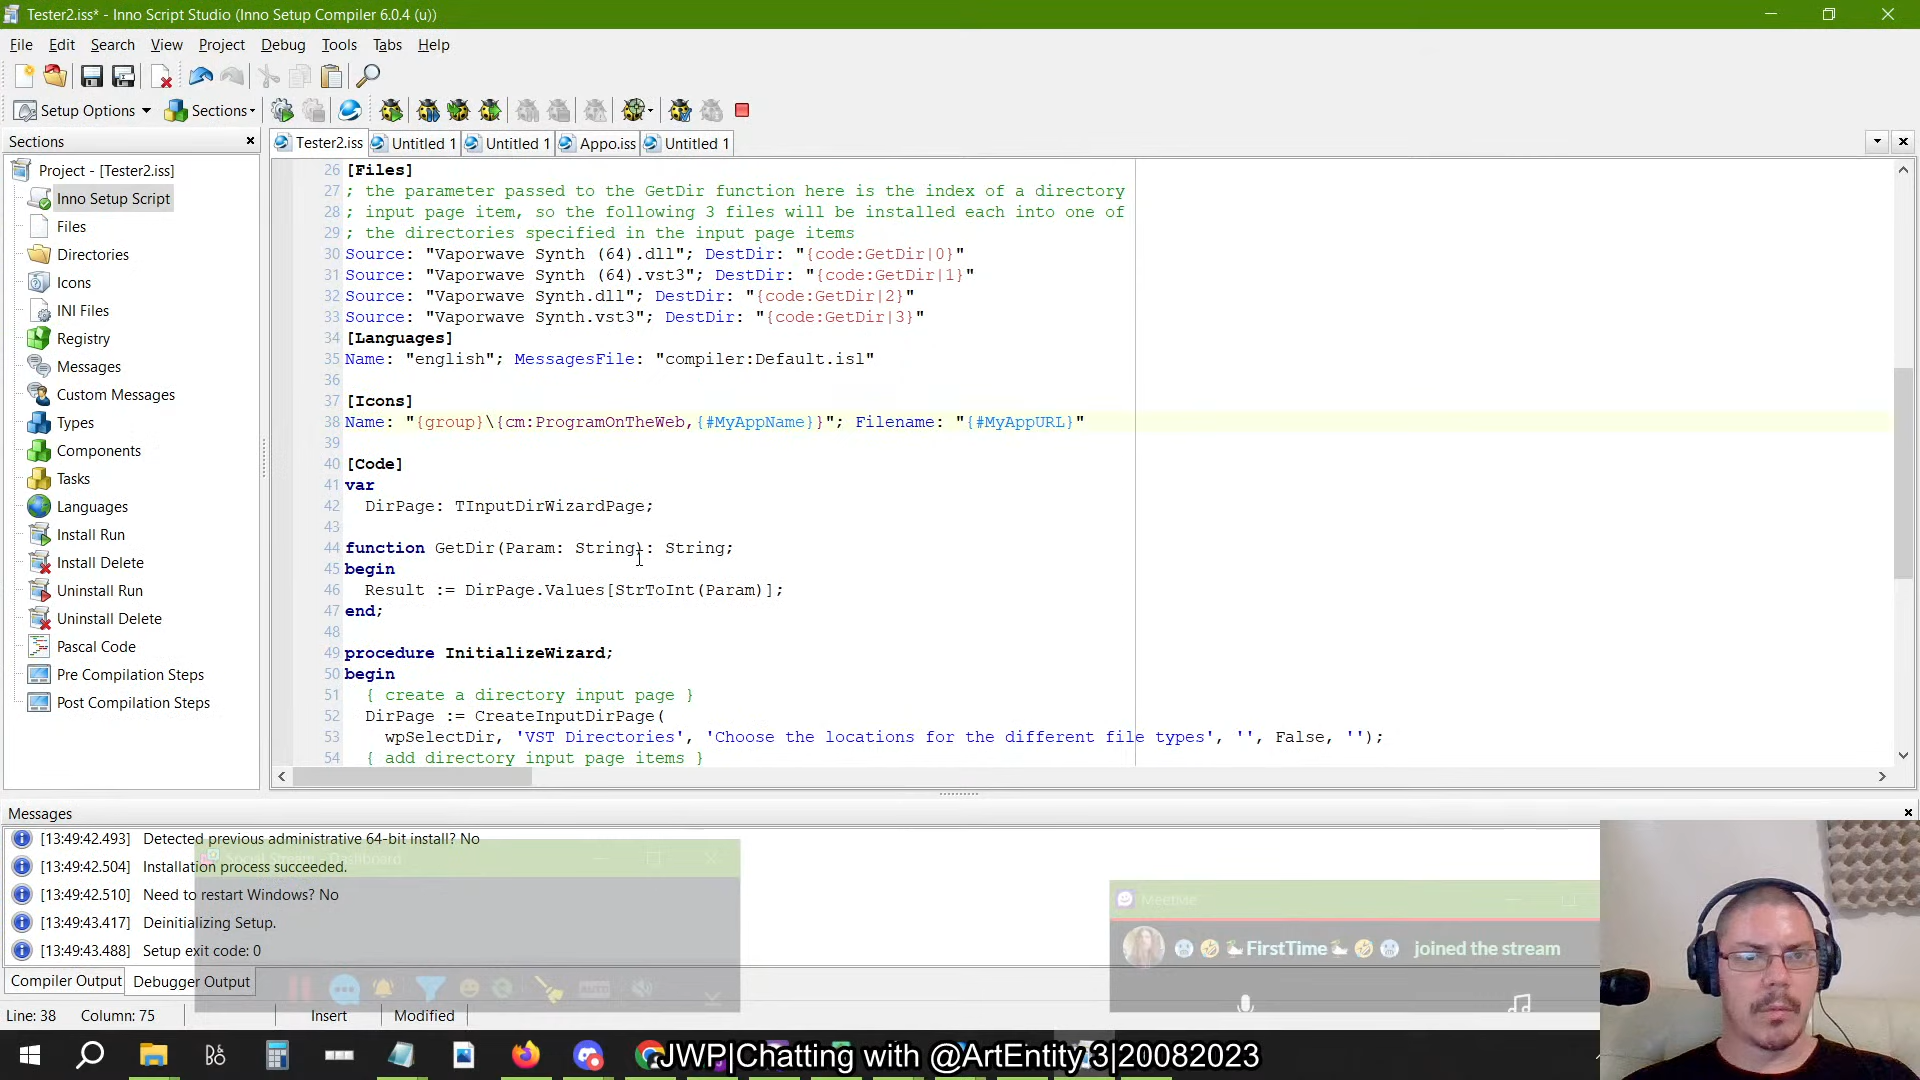 Tester2.iss* - Inno Script Studio (Inno Setup Compiler 6.0.4 (u))
File Edit Search View Project Debug Tools Tabs Help
Setup Options Sections
Sections
Project - [Tester2.iss]
Inno Setup Script
Files
Directories
Icons
INI Files
Registry
Messages
Custom Messages
Types
Components
Tasks
Languages
Install Run
Install Delete
Uninstall Run
Uninstall Delete
Pascal Code
Pre Compilation Steps
Post Compilation Steps
Tester2.iss Untitled 1 Untitled 1 Appo.iss Untitled 1
26 [Files]
27 ; the parameter passed to the GetDir function here is the index of a directory
28 ; input page item, so the following 3 files will be installed each into one of
29 ; the directories specified in the input page items
30 Source: "Vaporwave Synth (64).dll"; DestDir: "{code:GetDir|0}"
31 Source: "Vaporwave Synth (64).vst3"; DestDir: "{code:GetDir|1}"
32 Source: "Vaporwave Synth.dll"; DestDir: "{code:GetDir|2}"
33 Source: "Vaporwave Synth.vst3"; DestDir: "{code:GetDir|3}"
34 [Languages]
35 Name: "english"; MessagesFile: "compiler:Default.isl"
36
37 [Icons]
38 Name: "{group}\{cm:ProgramOnTheWeb,{#MyAppName}}"; Filename: "{#MyAppURL}"
39
40 [Code]
41 var
42 DirPage: TInputDirWizardPage;
43
44 function GetDir(Param: String): String;
45 begin
46 Result := DirPage.Values[StrToInt(Param)];
47 end;
48
49 procedure InitializeWizard;
50 begin
51 { create a directory input page }
52 DirPage := CreateInputDirPage(
53 wpSelectDir, 'VST Directories', 'Choose the locations for the different file types', '', False, '');
54 { add directory input page items }
Messages
[13:49:42.493] Detected previous administrative 64-bit install? No
[13:49:42.504] Installation process succeeded.
[13:49:42.510] Need to restart Windows? No
[13:49:43.417] Deinitializing Setup.
[13:49:43.488] Setup exit code: 0
Social Stream - Dashboard
AUTO
MeetMe
FirstTime joined the stream
Compiler Output Debugger Output
Line: 38 Column: 75 Insert Modified
JWP|Chatting with @ArtEntity 3|20082023